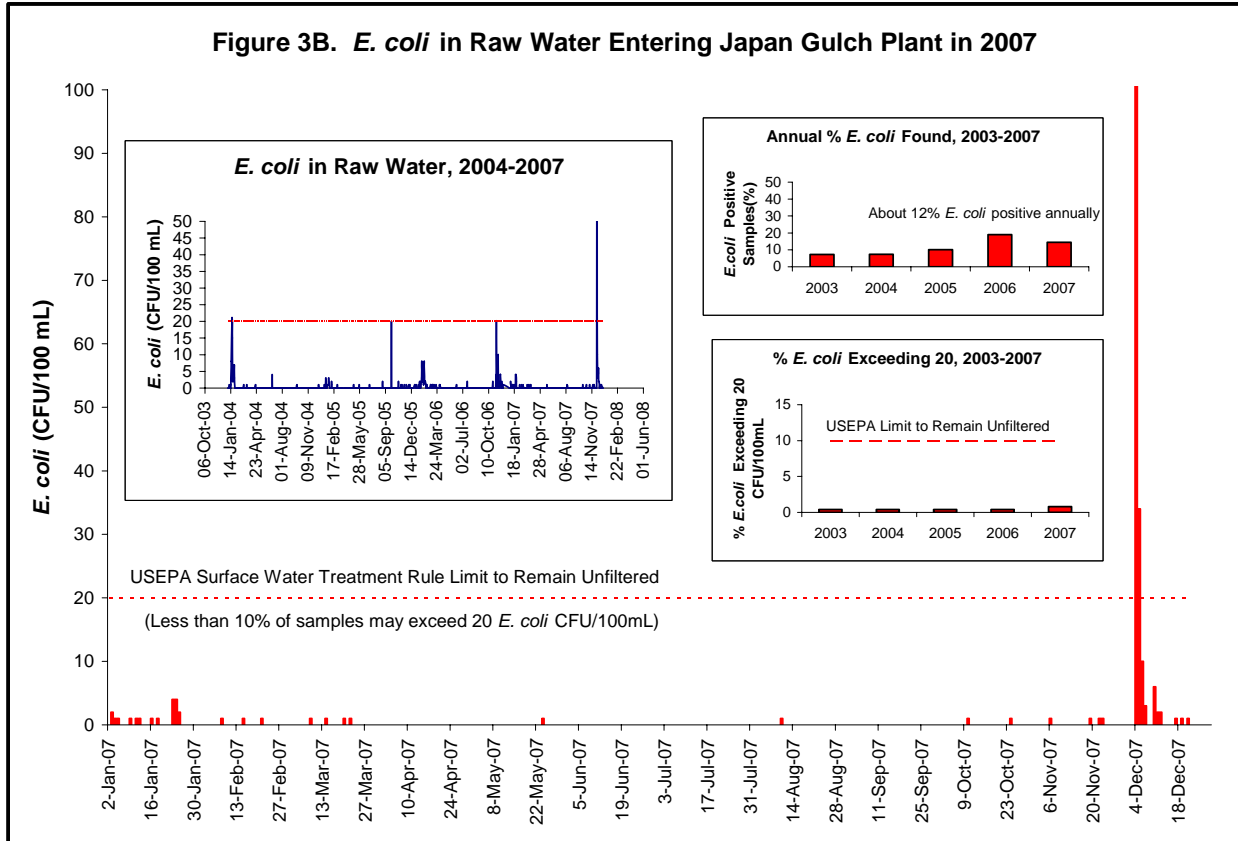 Figure 3B. E. coli in Raw Water Entering Japan Gulch Plant in 2007
E. coli (CFU/100 mL)
100
90
80
70
60
50
40
30
20
10
0
E. coli in Raw Water, 2004-2007
E. coli (CFU/100 mL)
50
45
40
35
30
25
20
15
10
5
0
06-Oct-03
14-Jan-04
23-Apr-04
01-Aug-04
09-Nov-04
17-Feb-05
28-May-05
05-Sep-05
14-Dec-05
24-Mar-06
02-Jul-06
10-Oct-06
18-Jan-07
28-Apr-07
06-Aug-07
14-Nov-07
22-Feb-08
01-Jun-08
Annual % E. coli Found, 2003-2007
E.coli Positive
Samples(%)
50
40
30
20
10
0
About 12% E. coli positive annually
2003 2004 2005 2006 2007
% E. coli Exceeding 20, 2003-2007
% E.coli Exceeding 20
CFU/100mL
15
10
5
0
USEPA Limit to Remain Unfiltered
2003 2004 2005 2006 2007
USEPA Surface Water Treatment Rule Limit to Remain Unfiltered
(Less than 10% of samples may exceed 20 E. coli CFU/100mL)
2-Jan-07
16-Jan-07
30-Jan-07
13-Feb-07
27-Feb-07
13-Mar-07
27-Mar-07
10-Apr-07
24-Apr-07
8-May-07
22-May-07
5-Jun-07
19-Jun-07
3-Jul-07
17-Jul-07
31-Jul-07
14-Aug-07
28-Aug-07
11-Sep-07
25-Sep-07
9-Oct-07
23-Oct-07
6-Nov-07
20-Nov-07
4-Dec-07
18-Dec-07